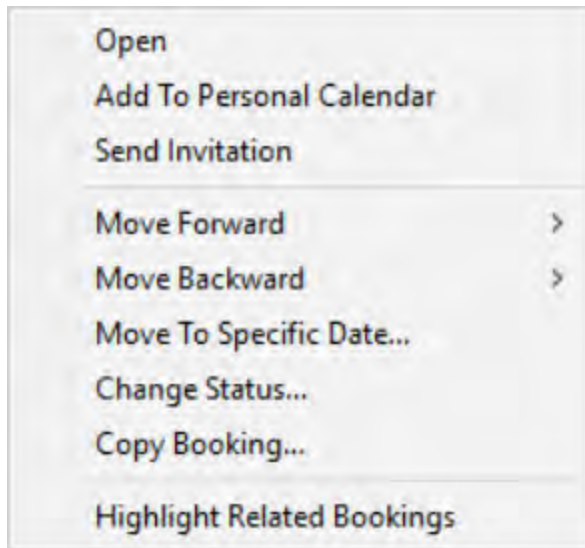 Open
Add To Personal Calendar
Send Invitation
Move Forward
Move Backward
Move To Specific Date...
Change Status...
Copy Booking...
Highlight Related Bookings